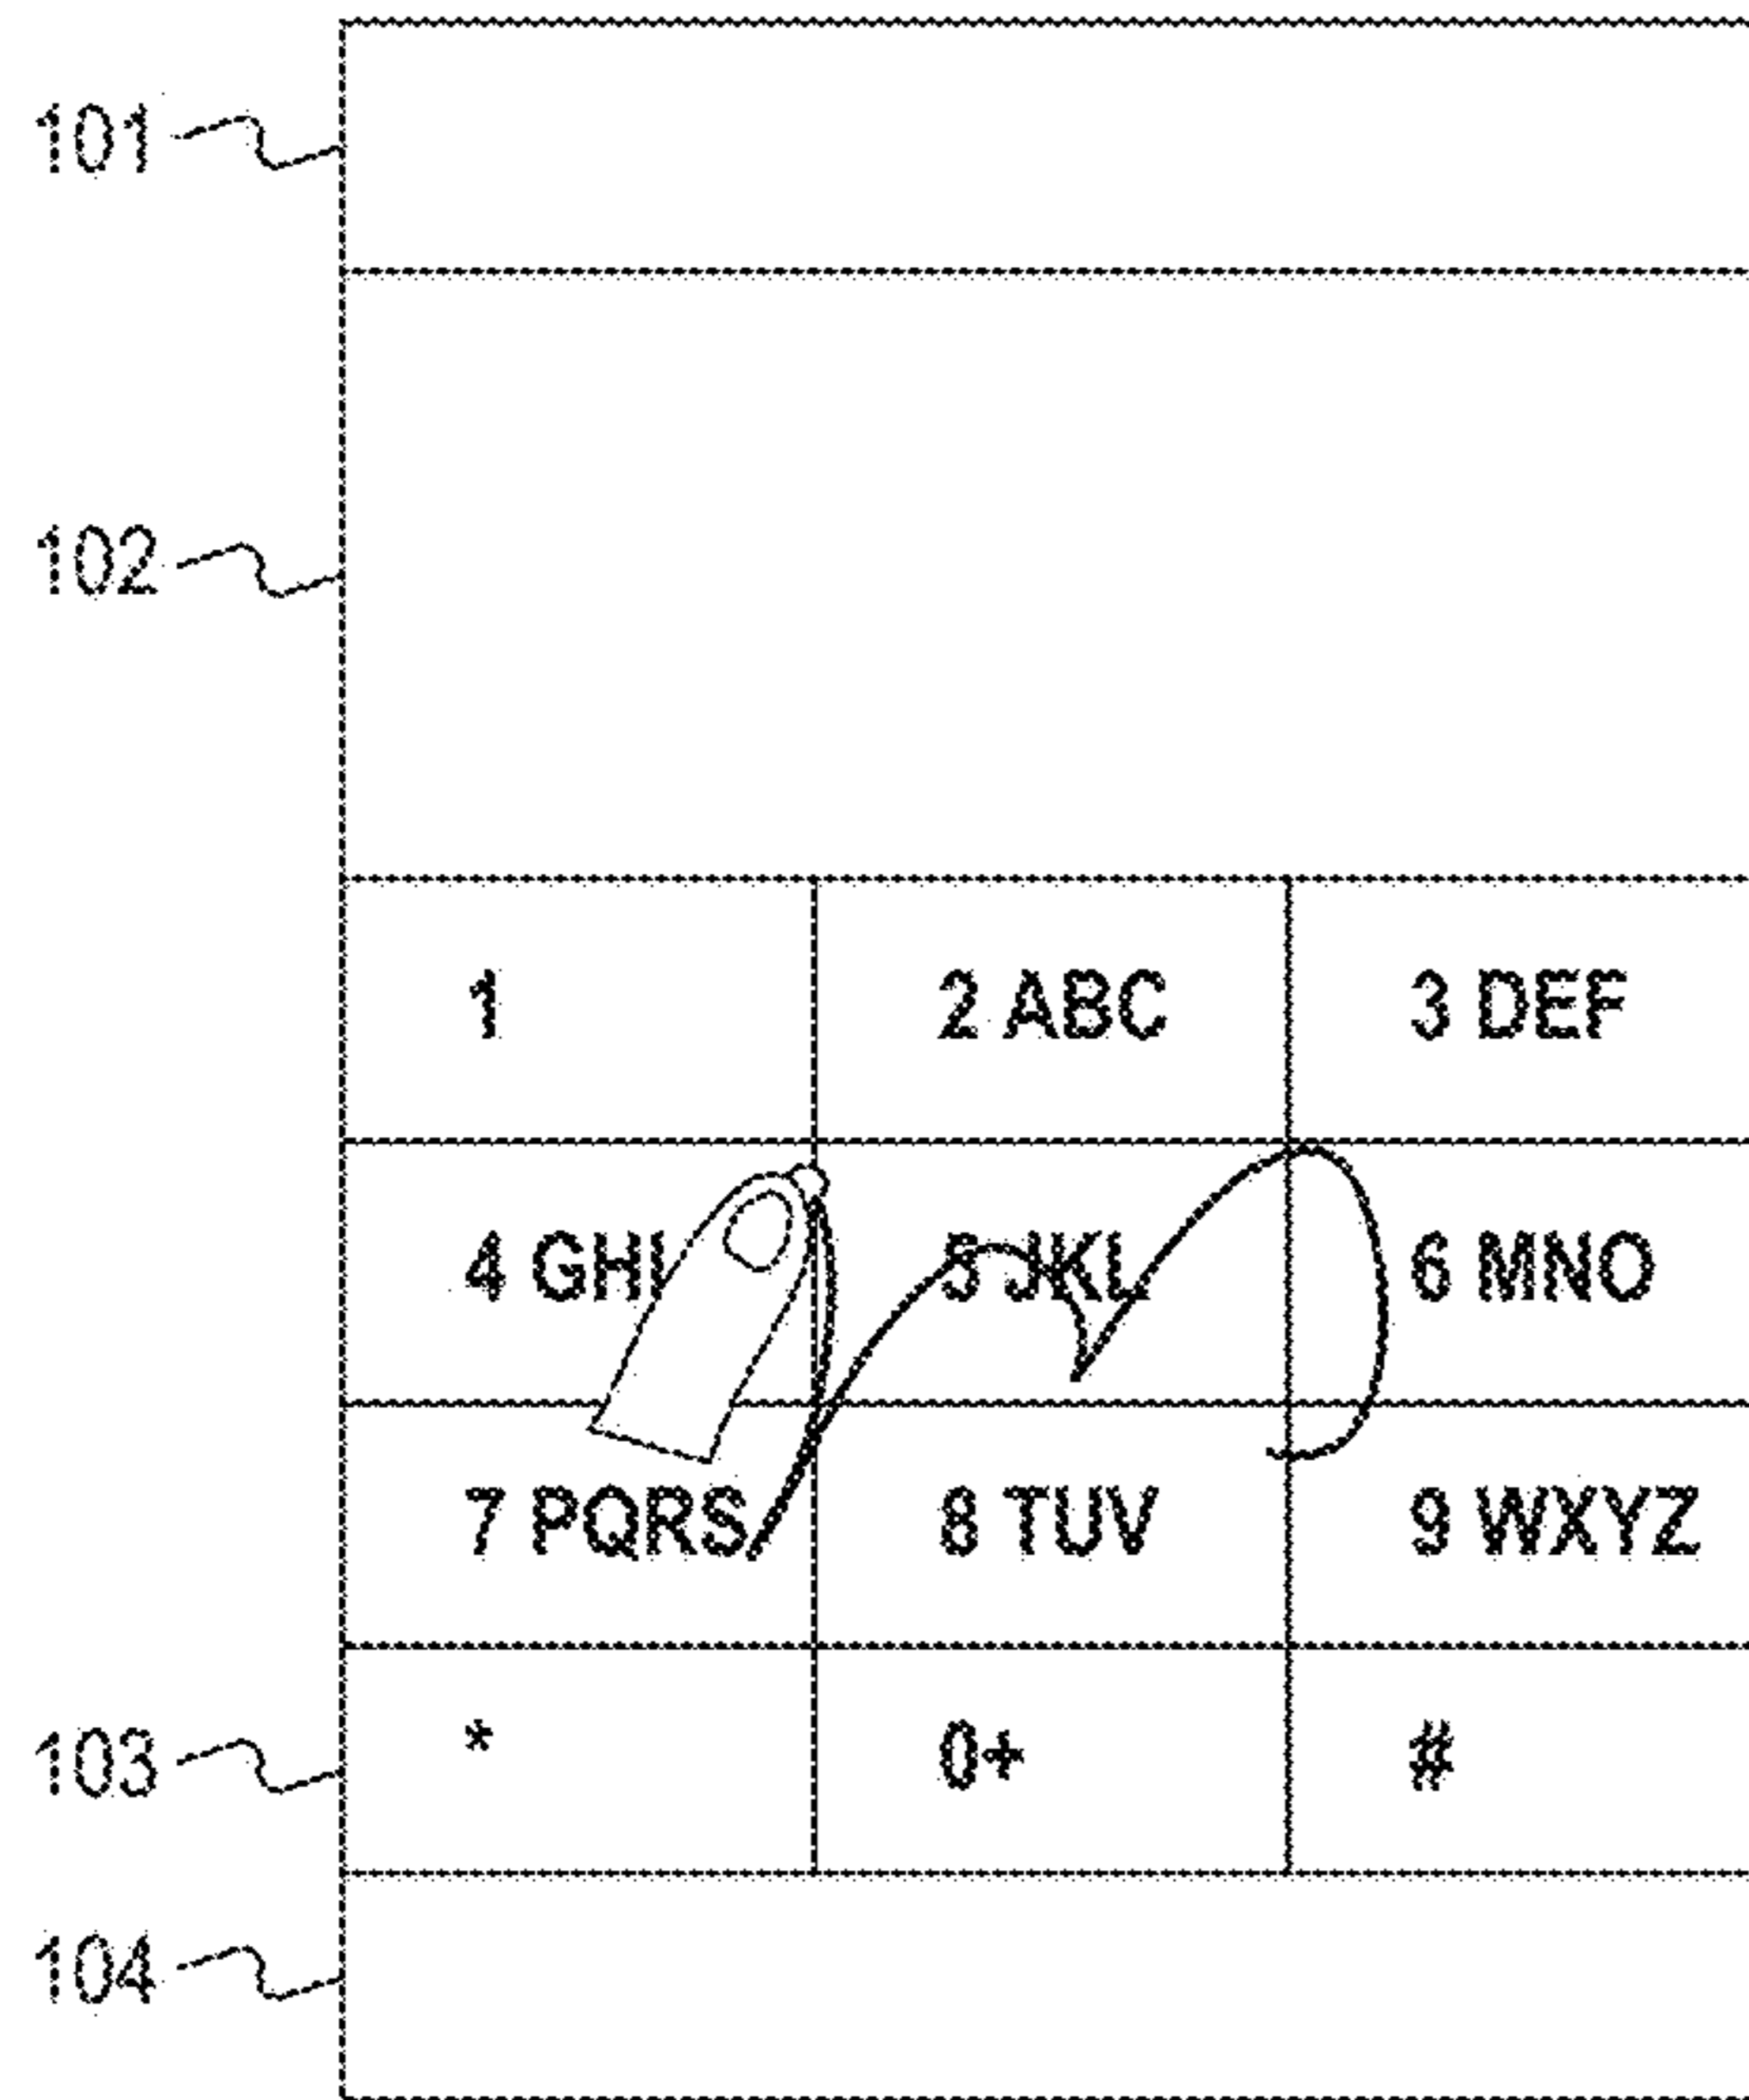 101
102
1 2 ABC 3 DEF
4 GHI 5 JKL 6 MNO
7 PQRS 8 TUV 9 WXYZ
103 * 0+ #
104